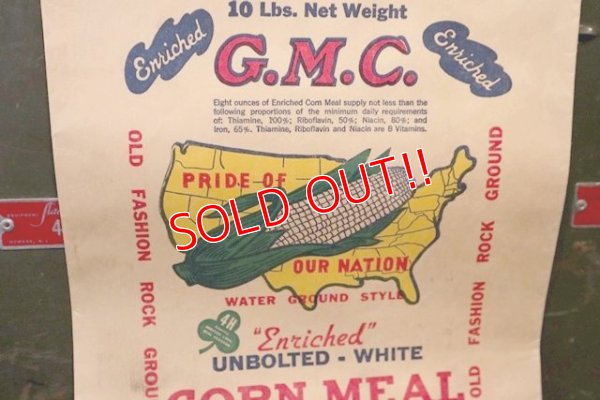 10 Lbs. Net Weight
Enriched
G.M.C.
Enriched
Eight ounces of Enriched Corn Meal supply not less than the
following proportions of the minimum daily requirements
of: Thiamine, 100%; Riboflavin, 50%; Niacin, 80%; and
Iron, 65%. Thiamine, Riboflavin and Niacin are B Vitamins.
OLD FASHION ROCK GROU
PRIDE OF
SOLD OUT!!
OUR NATION
WATER GROUND STYLE
OLD FASHION ROCK GROUND
4H
"Enriched"
UNBOLTED - WHITE
CORN MEAL